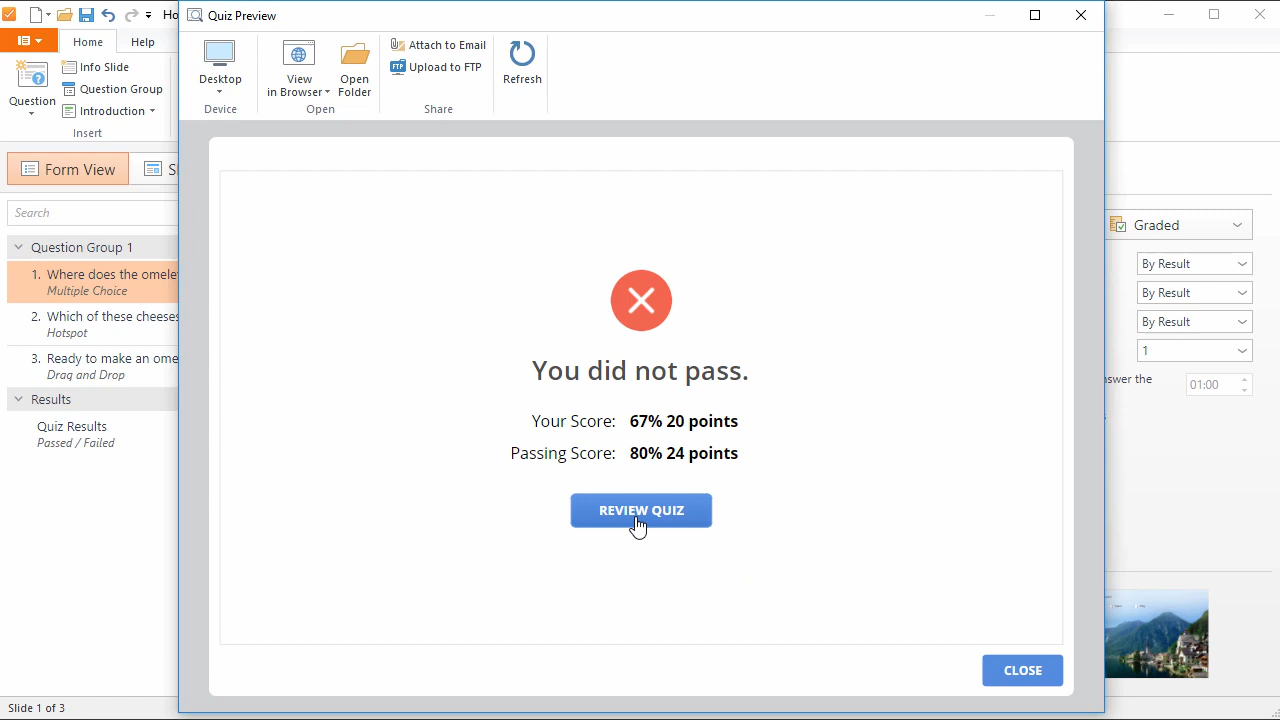 Ho
Quiz Preview
Home
Help
Question
Info Slide
Question Group
Introduction
Insert
Desktop
Device
View
in Browser
Open
Folder
Open
Attach to Email
FTP Upload to FTP
Share
Refresh
Form View
S
Search
Question Group 1
1. Where does the omele
Multiple Choice
2. Which of these cheeses
Hotspot
3. Ready to make an ome
Drag and Drop
Results
Quiz Results
Passed / Failed
You did not pass.
Your Score: 67% 20 points
Passing Score: 80% 24 points
REVIEW QUIZ
CLOSE
Graded
By Result
By Result
By Result
1
nswer the
01:00
Slide 1 of 3